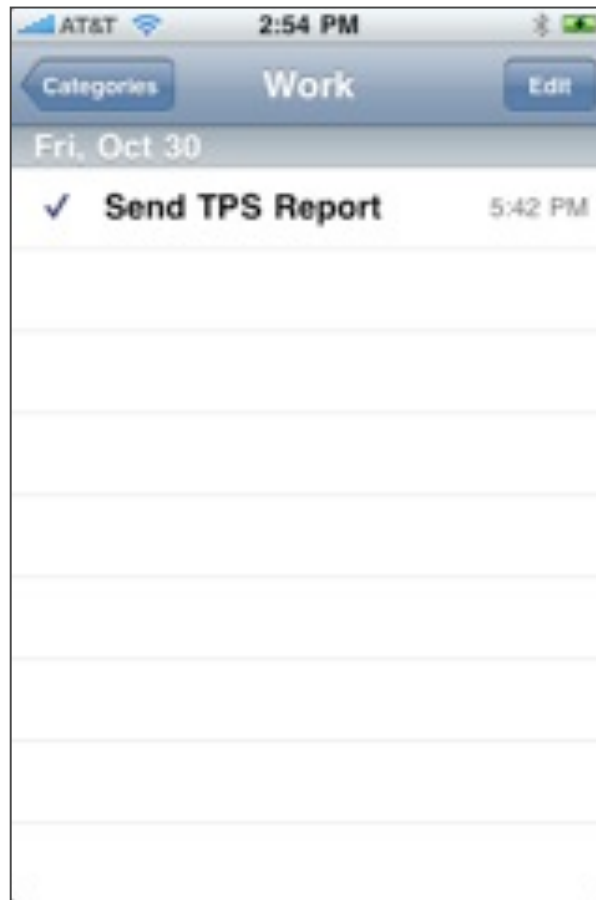 AT&T 2:54 PM
Categories Work Edit
Fri, Oct 30
✓ Send TPS Report 5:42 PM